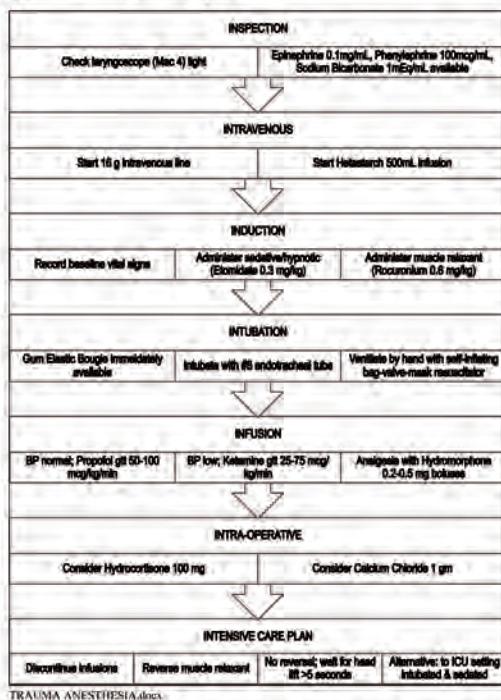 INSPECTION
Check laryngoscope (Mac 4) light
Epinephrine 0.1mg/mL, Phenylephrine 100mcg/mL,
Sodium Bicarbonate 1mEq/mL available
INTRAVENOUS
Start 16 g intravenous line
Start Hetastarch 500mL infusion
INDUCTION
Record baseline vital signs
Administer sedative/hypnotic
(Etomidate 0.3 mg/kg)
Administer muscle relaxant
(Rocuronium 0.6 mg/kg)
INTUBATION
Gum Elastic Bougie immediately
available
Intubate with #8 endotracheal tube
Ventilate by hand with self-inflating
bag-valve-mask resuscitator
INFUSION
BP normal; Propofol gtt 50-100
mcg/kg/min
BP low; Ketamine gtt 25-75 mcg/
kg/min
Analgesia with Hydromorphone
0.2-0.5 mg boluses
INTRA-OPERATIVE
Consider Hydrocortisone 100 mg
Consider Calcium Chloride 1 gm
INTENSIVE CARE PLAN
Discontinue infusions
Reverse muscle relaxant
No reversal; wait for head
lift >5 seconds
Alternative: to ICU setting
intubated & sedated
TRAUMA ANESTHESIA.docx